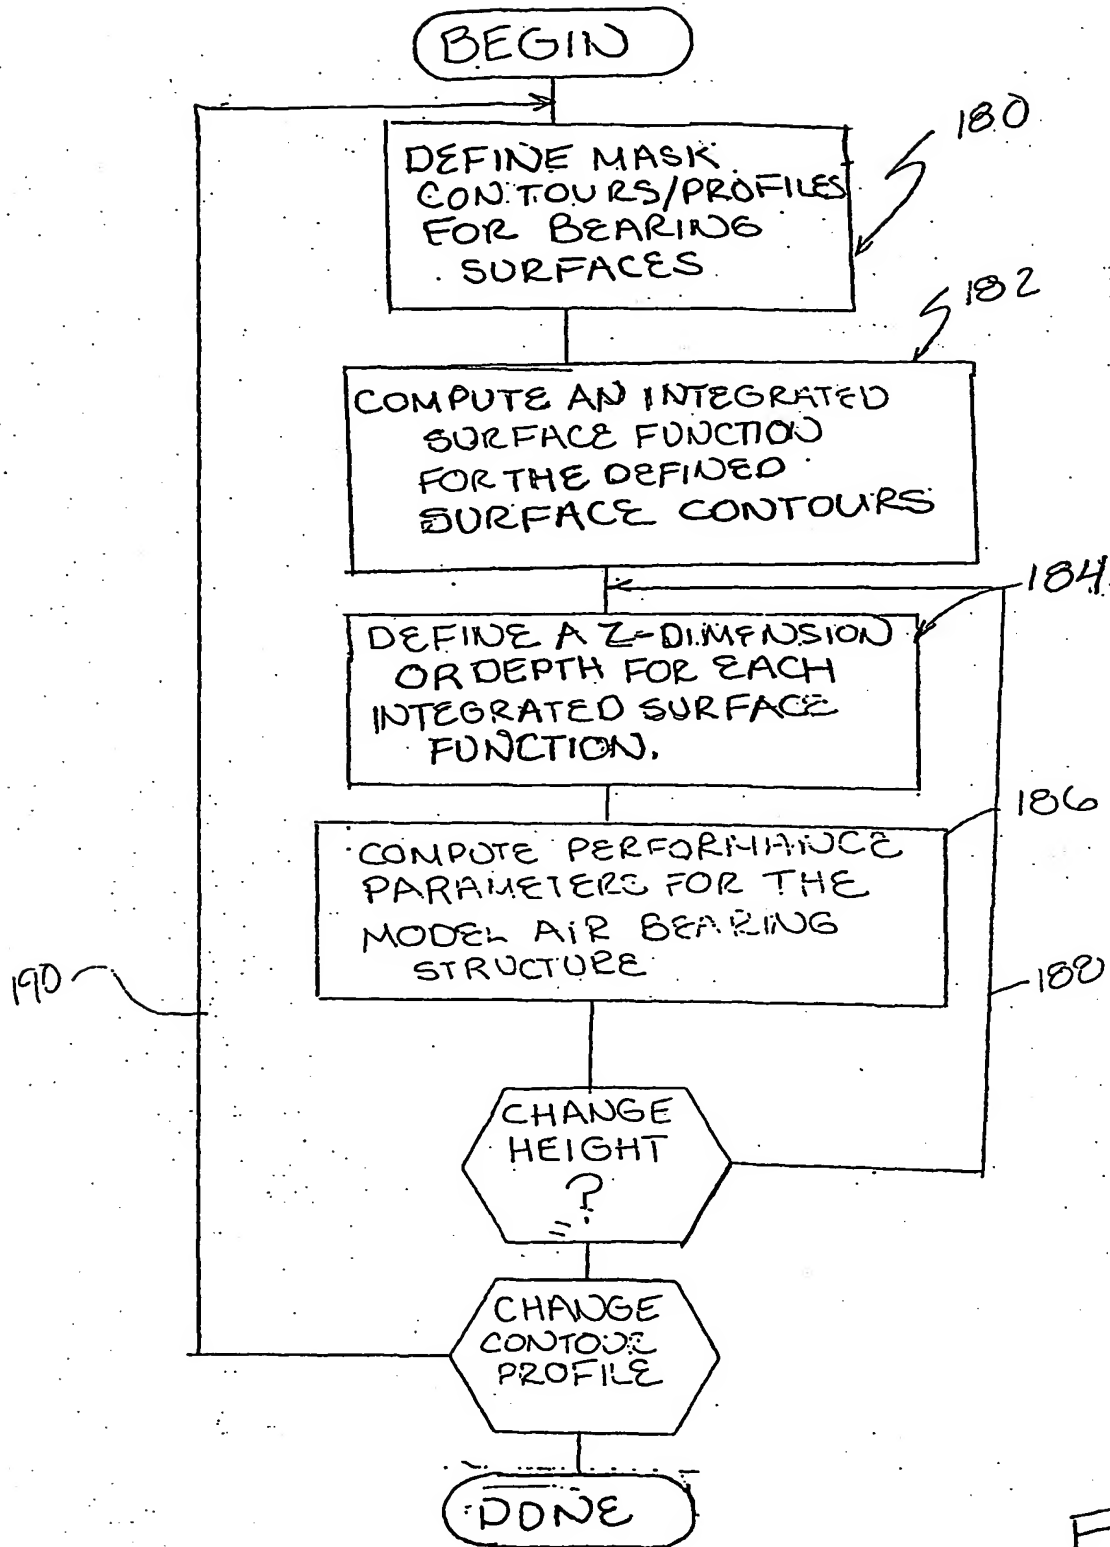 BEGIN
180
DEFINE MASK
CONTOURS/PROFILES
FOR BEARING
SURFACES
182
COMPUTE AN INTEGRATED
SURFACE FUNCTION
FOR THE DEFINED
SURFACE CONTOURS
184
DEFINE A Z-DIMENSION
OR DEPTH FOR EACH
INTEGRATED SURFACE
FUNCTION.
186
COMPUTE PERFORMANCE
PARAMETERS FOR THE
MODEL AIR BEARING
STRUCTURE
190
188
CHANGE
HEIGHT
?
CHANGE
CONTOUR
PROFILE
DONE